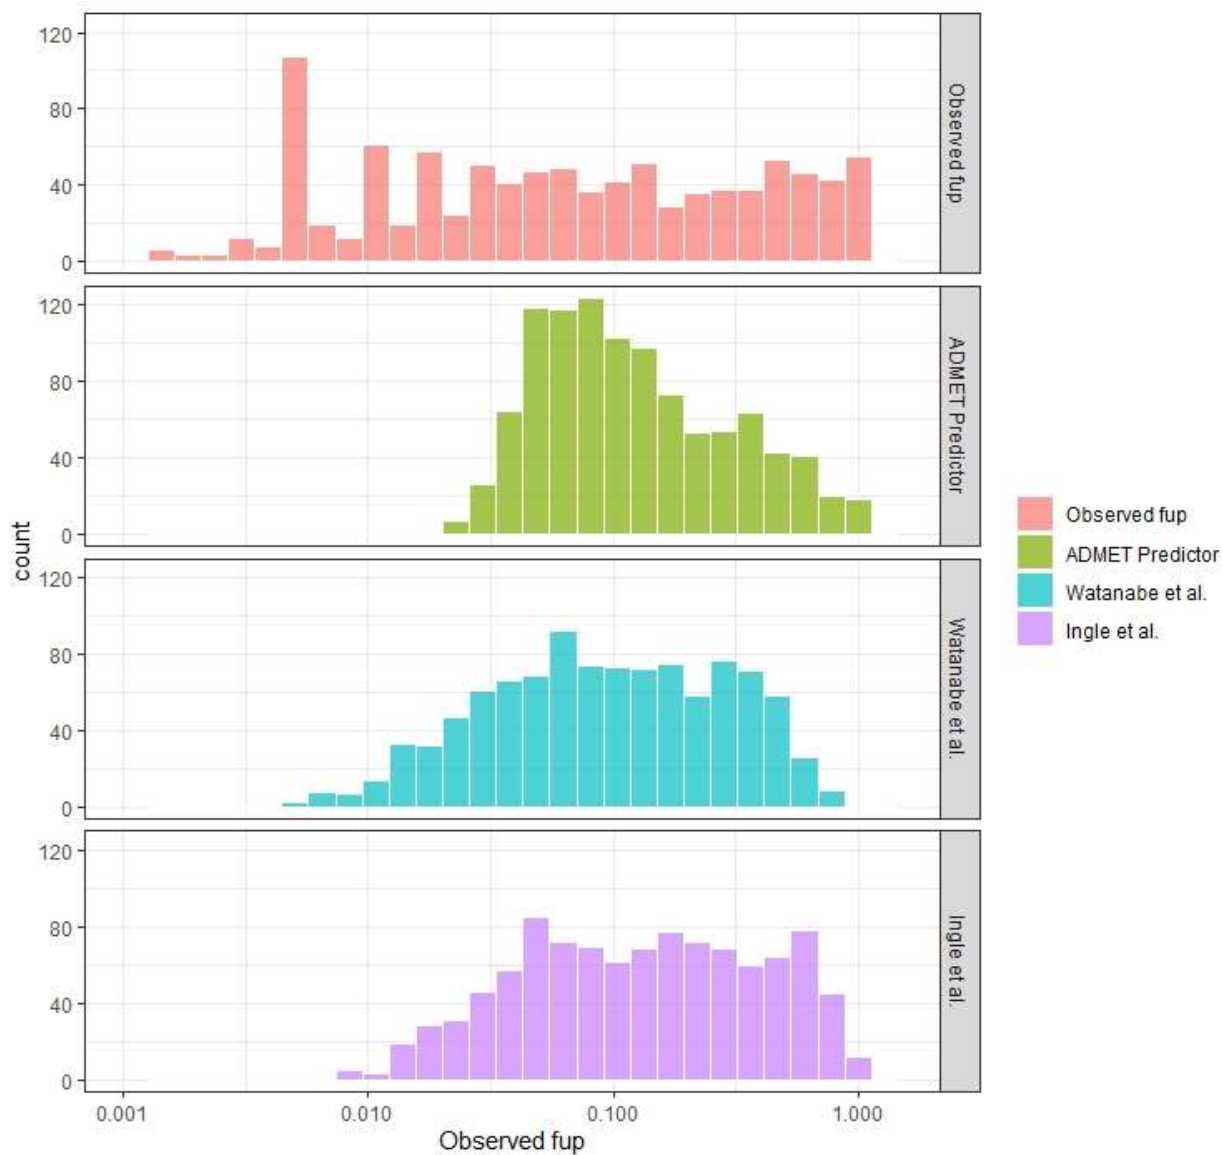 120
80
40
0
Observed fup
120
80
40
0
ADMET Predictor
120
80
40
0
Watanabe et al.
120
80
40
0
Ingle et al.
count
0.001
0.010
0.100
1.000
Observed fup
Observed fup
ADMET Predictor
Watanabe et al.
Ingle et al.